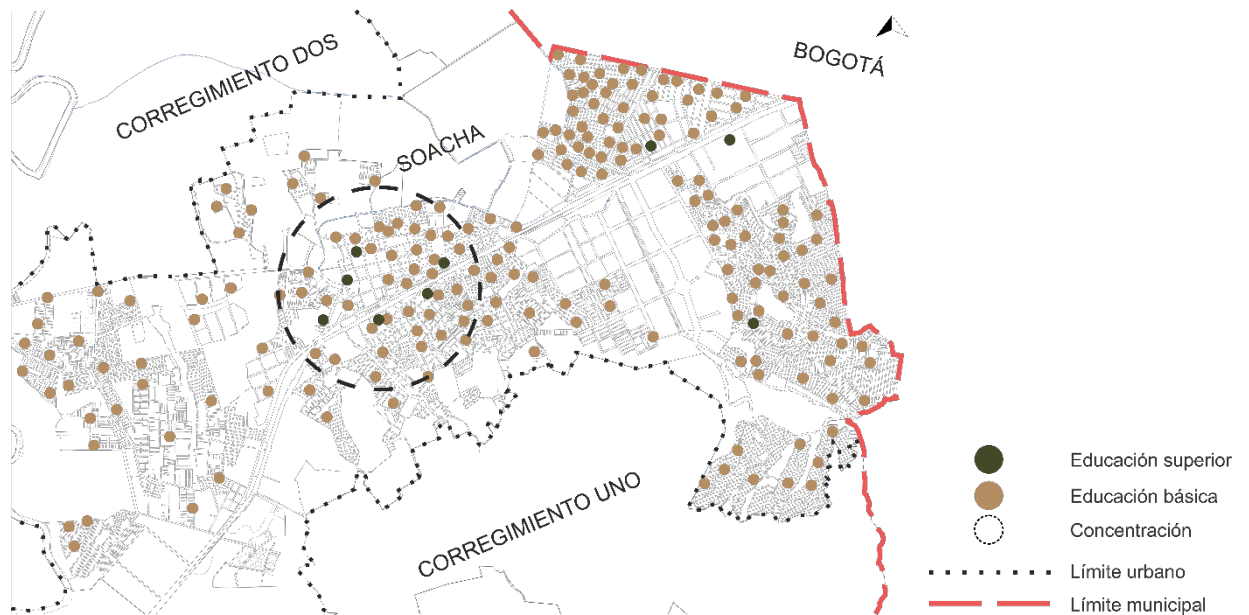 CORREGIMIENTO DOS
BOGOTÁ
SOACHA
CORREGIMIENTO UNO
Educación superior
Educación básica
Concentración
Límite urbano
Límite municipal